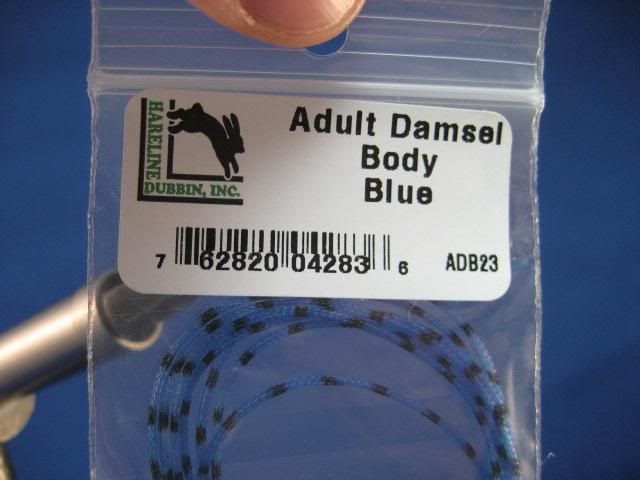 HARELINE
DUBBIN, INC.
Adult Damsel
Body
Blue
7 62820 04283 6
ADB23